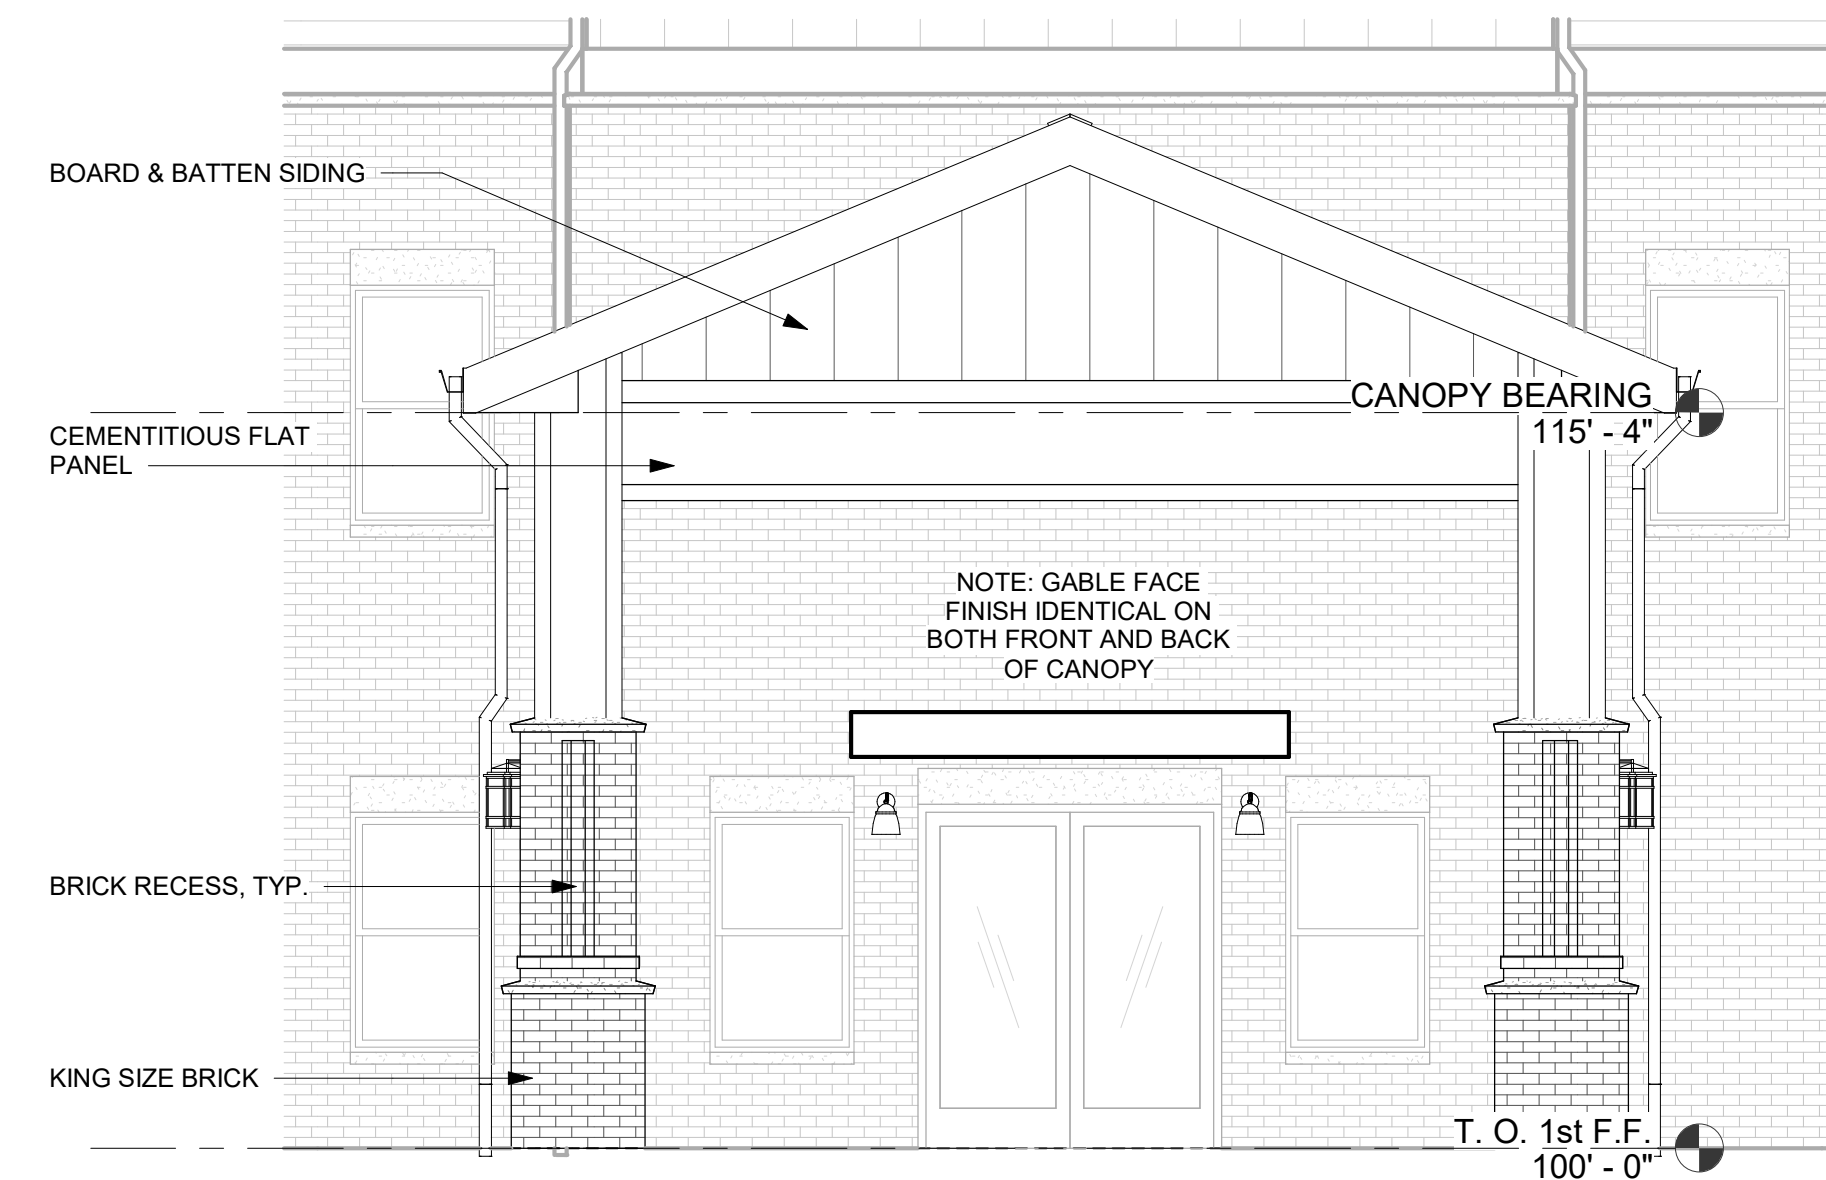 BOARD & BATTEN SIDING
CANOPY BEARING
115' - 4"
CEMENTITIOUS FLAT
PANEL
NOTE: GABLE FACE
FINISH IDENTICAL ON
BOTH FRONT AND BACK
OF CANOPY
BRICK RECESS, TYP.
KING SIZE BRICK
T. O. 1st F.F.
100' - 0"